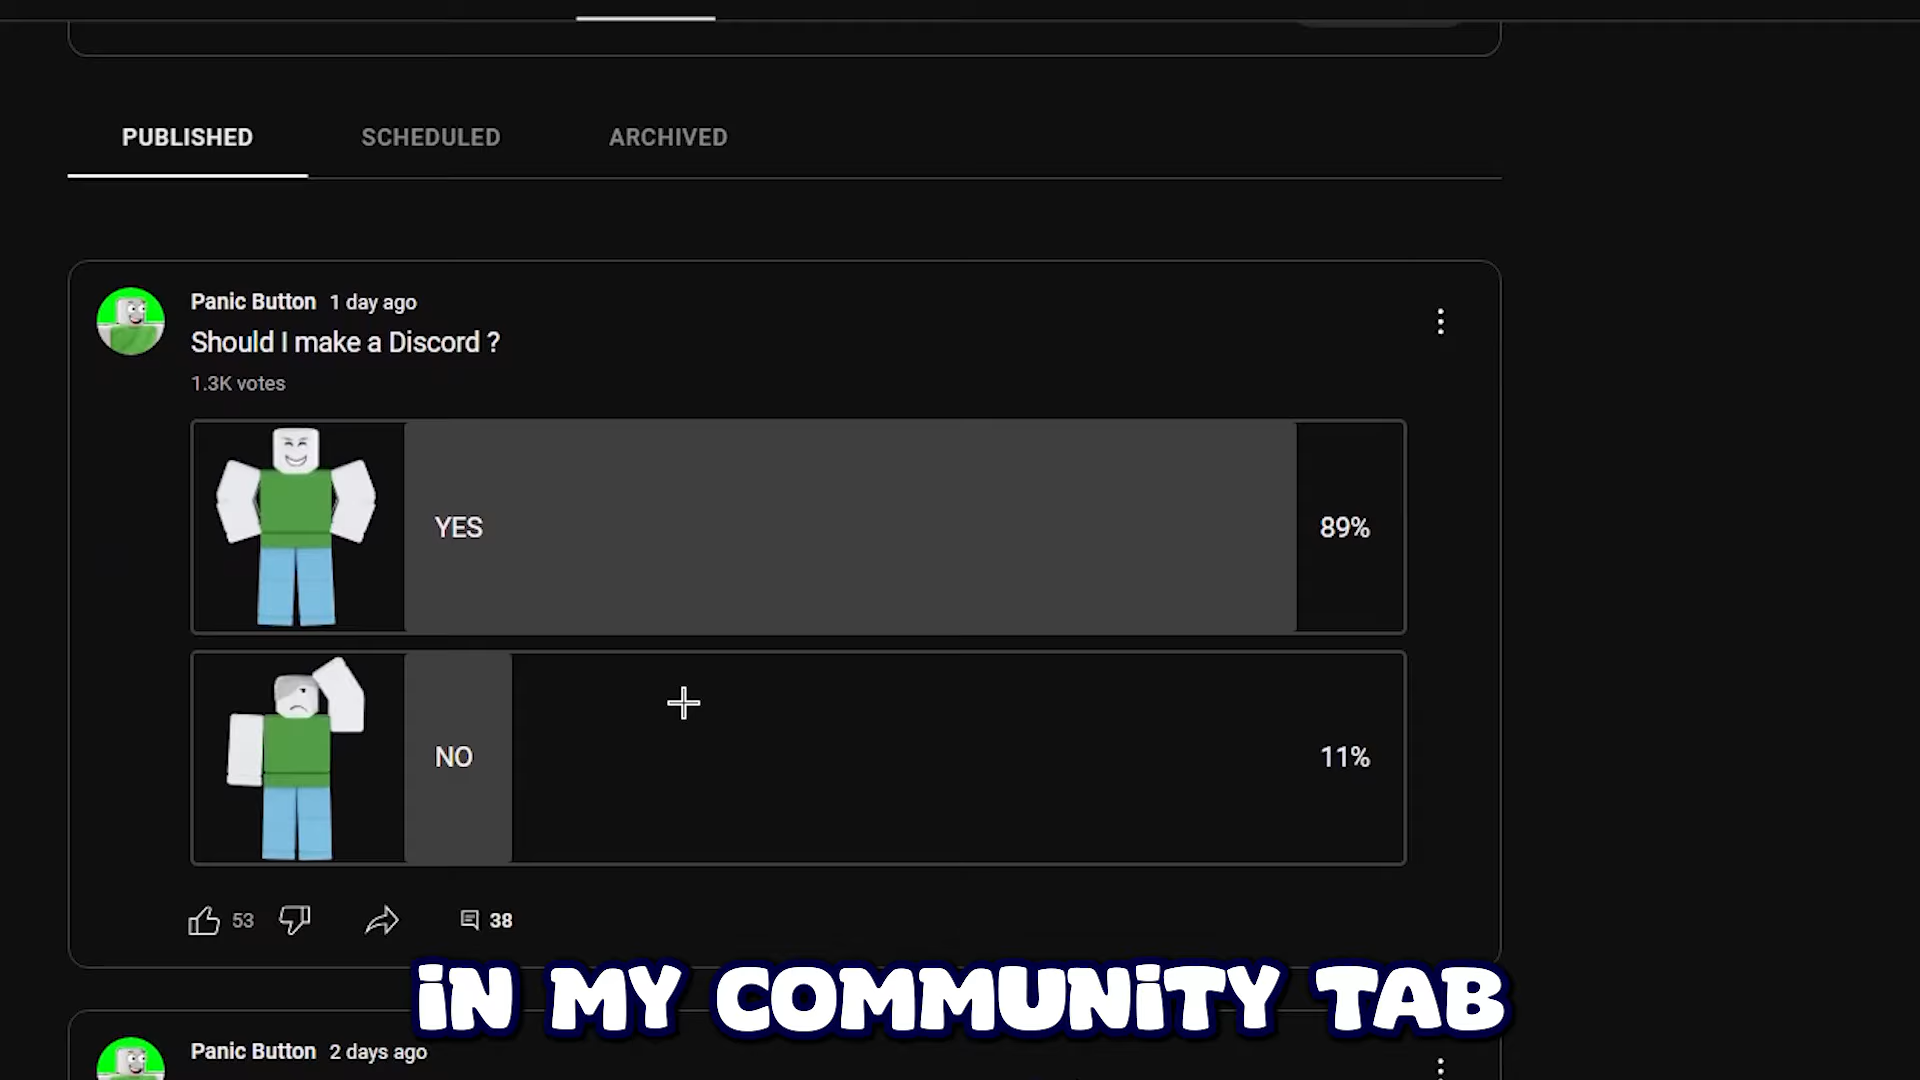 PUBLISHED SCHEDULED ARCHIVED
Panic Button 1 day ago
Should I make a Discord ?
1.3K votes
YES 89%
NO 11%
53 38
iN MY COMMUNiTY TAB
Panic Button 2 days ago